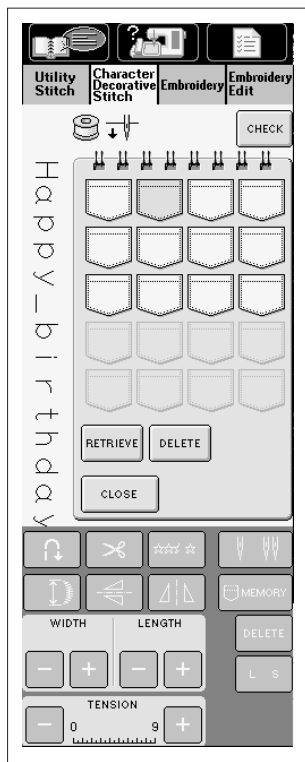 Utility
Stitch
Character
Decorative
Stitch
Embroidery
Embroidery
Edit
CHECK
Happy_birthday
RETRIEVE
DELETE
CLOSE
MEMORY
WIDTH
LENGTH
DELETE
L S
TENSION
0 9